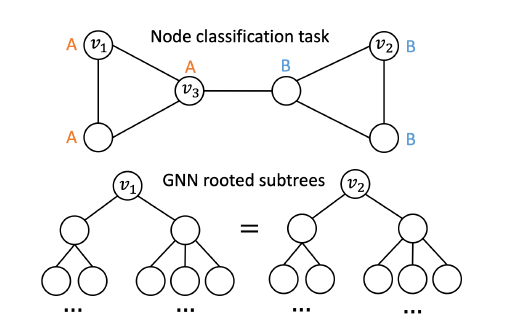 Node classification task
A v₁
v₂ B
A
v₃
B
A
B
GNN rooted subtrees
v₁
=
v₂
... ... ... ...